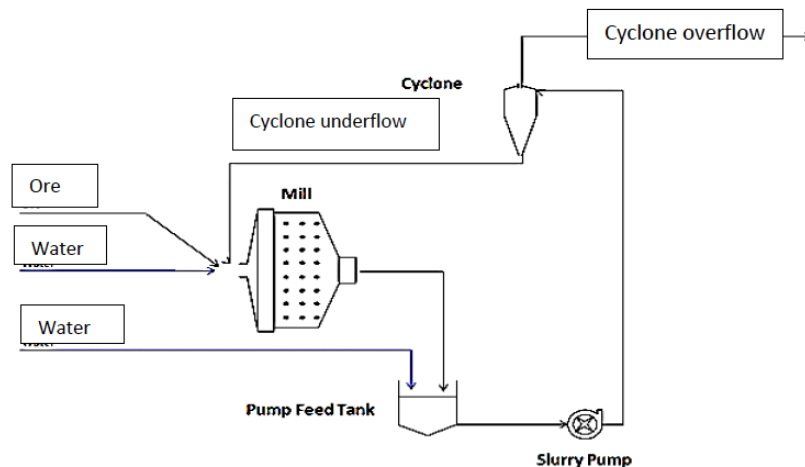 Cyclone overflow
Cyclone
Cyclone underflow
Ore
Mill
Water
Water
Pump Feed Tank
Slurry Pump